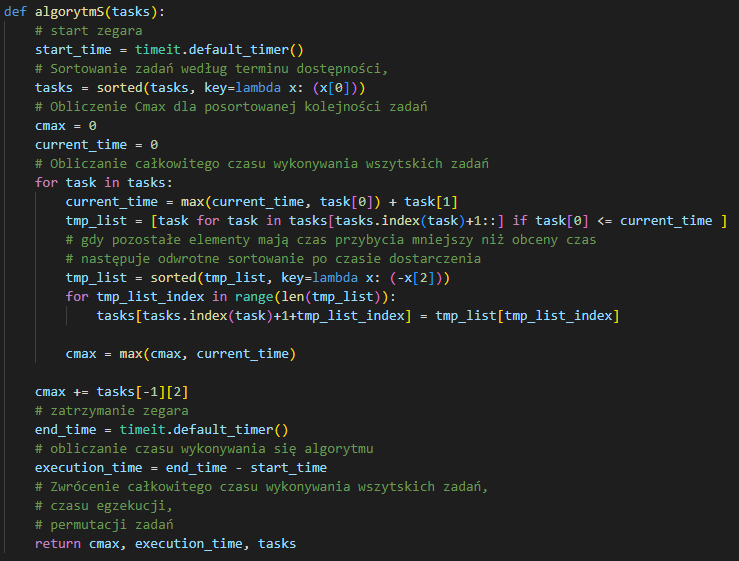 def algorytmS(tasks):
    # start zegara
    start_time = timeit.default_timer()
    # Sortowanie zadań według terminu dostępności,
    tasks = sorted(tasks, key=lambda x: (x[0]))
    # Obliczenie Cmax dla posortowanej kolejności zadań
    cmax = 0
    current_time = 0
    # Obliczanie całkowitego czasu wykonywania wszytskich zadań
    for task in tasks:
        current_time = max(current_time, task[0]) + task[1]
        tmp_list = [task for task in tasks[tasks.index(task)+1::] if task[0] <= current_time ]
        # gdy pozostałe elementy mają czas przybycia mniejszy niż obceny czas
        # następuje odwrotne sortowanie po czasie dostarczenia
        tmp_list = sorted(tmp_list, key=lambda x: (-x[2]))
        for tmp_list_index in range(len(tmp_list)):
            tasks[tasks.index(task)+1+tmp_list_index] = tmp_list[tmp_list_index]

        cmax = max(cmax, current_time)

    cmax += tasks[-1][2]
    # zatrzymanie zegara
    end_time = timeit.default_timer()
    # obliczanie czasu wykonywania się algorytmu
    execution_time = end_time - start_time
    # Zwrócenie całkowitego czasu wykonywania wszytskich zadań,
    # czasu egzekucji,
    # permutacji zadań
    return cmax, execution_time, tasks